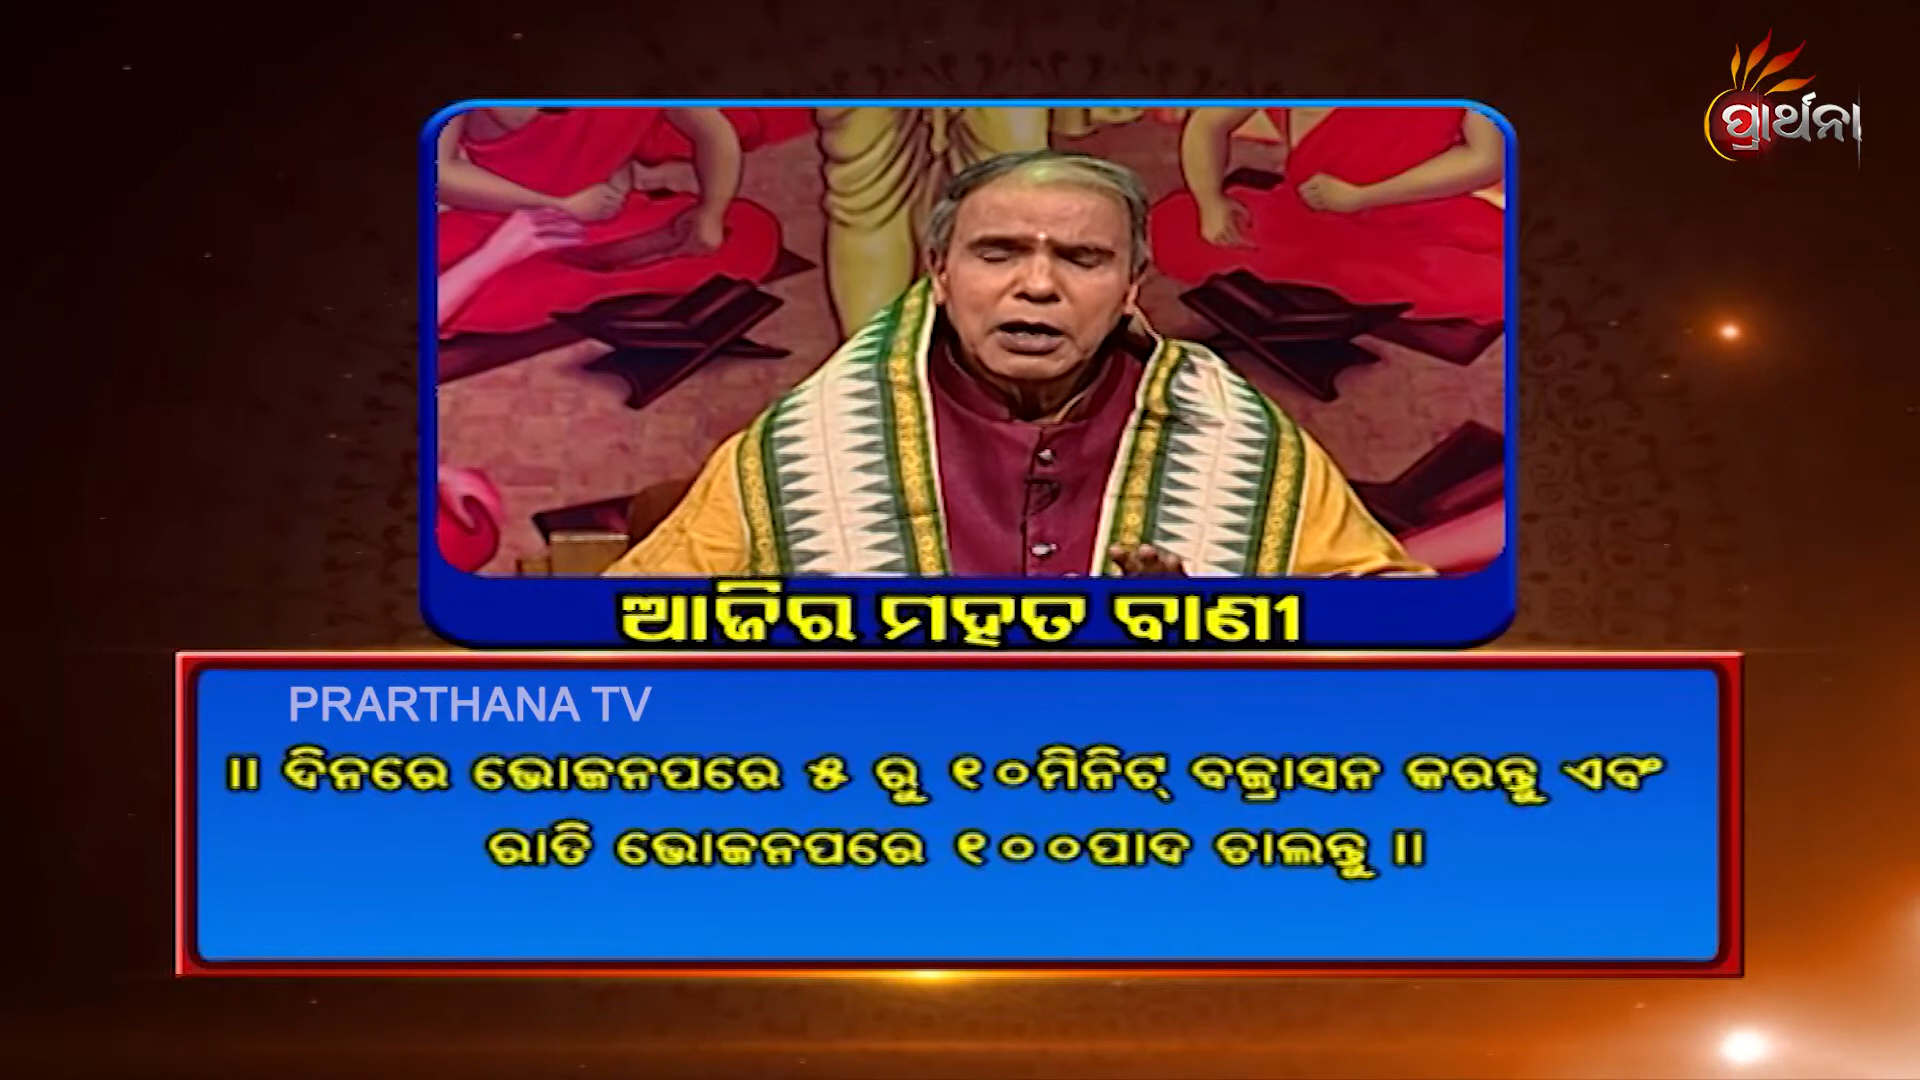 ପ୍ରାର୍ଥନା
ଆଜିର ମହତ ବାଣୀ
PRARTHANA TV
॥ ଦିନରେ ଭୋଜନପରେ ୫ ରୁ ୧୦ମିନିଟ୍ ବଜ୍ରାସନ କରନ୍ତୁ ଏବଂ
ରାତି ଭୋଜନପରେ ୧୦୦ପାଦ ଚାଲନ୍ତୁ ॥